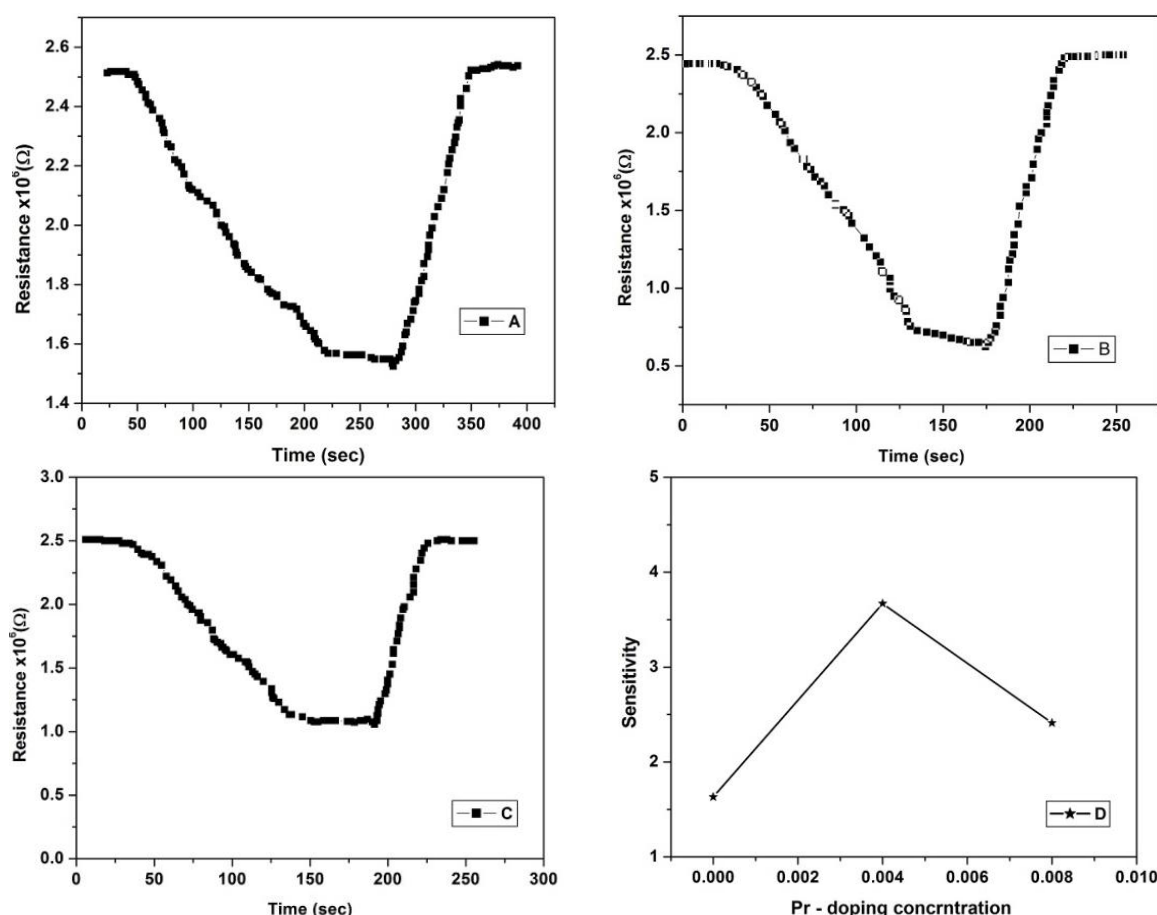 Resistance x10⁶(Ω)
2.6
2.4
2.2
2.0
1.8
1.6
1.4
0 50 100 150 200 250 300 350 400
Time (sec)
A
Resistance x10⁶(Ω)
2.5
2.0
1.5
1.0
0.5
0 50 100 150 200 250
Time (sec)
B
Resistance x10⁶(Ω)
3.0
2.5
2.0
1.5
1.0
0.5
0.0
0 50 100 150 200 250 300
Time (sec)
C
Sensitivity
5
4
3
2
1
0.000 0.002 0.004 0.006 0.008 0.010
Pr - doping concrntration
D